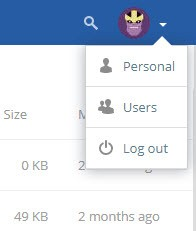 Personal
Users
Log out
Size
0 KB
49 KB
2 months ago